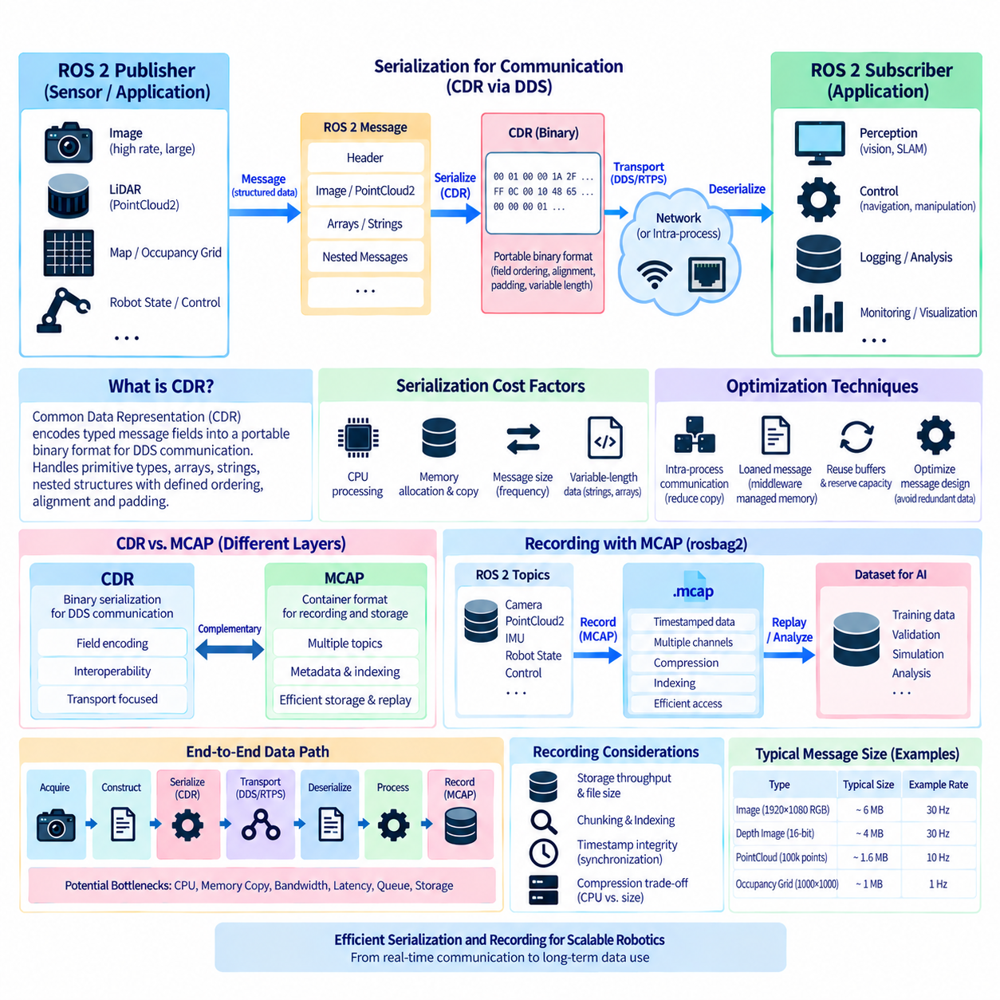 Serialization for Communication
(CDR via DDS)
ROS 2 Publisher
(Sensor / Application)
Image
(high rate, large)
LiDAR
(PointCloud2)
Map / Occupancy Grid
Robot State / Control
...
Message
(structured data)
ROS 2 Message
Header
Image / PointCloud2
Arrays / Strings
Nested Messages
...
Serialize
(CDR)
CDR (Binary)
00 01 00 00 1A 2F ...
FF 0C 00 10 48 65 ...
00 00 00 01 ...
Portable binary format
(field ordering, alignment,
padding, variable length)
Transport
(DDS/RTPS)
Network
(or Intra-process)
Deserialize
ROS 2 Subscriber
(Application)
Perception
(vision, SLAM)
Control
(navigation, manipulation)
Logging / Analysis
Monitoring / Visualization
...
What is CDR?
Common Data Representation (CDR)
encodes typed message fields into a portable
binary format for DDS communication.
Handles primitive types, arrays, strings,
nested structures with defined ordering,
alignment and padding.
Serialization Cost Factors
CPU
processing
Memory
allocation & copy
Message size
(frequency)
Variable-length
data (strings, arrays)
Optimization Techniques
Intra-process
communication
(reduce copy)
Loaned message
(middleware
managed memory)
Reuse buffers
& reserve capacity
Optimize
message design
(avoid redundant data)
CDR vs. MCAP (Different Layers)
CDR
Binary serialization
for DDS communication
Field encoding
Interoperability
Transport focused
Complementary
MCAP
Container format
for recording and storage
Multiple topics
Metadata & indexing
Efficient storage & replay
Recording with MCAP (rosbag2)
ROS 2 Topics
Camera
PointCloud2
IMU
Robot State
Control
...
Record
(MCAP)
.mcap
Timestamped data
Multiple channels
Compression
Indexing
Efficient access
Replay
/ Analyze
Dataset for AI
Training data
Validation
Simulation
Analysis
...
End-to-End Data Path
Acquire
Construct
Serialize
(CDR)
Transport
(DDS/RTPS)
Deserialize
Process
Record
(MCAP)
Potential Bottlenecks: CPU, Memory Copy, Bandwidth, Latency, Queue, Storage
Recording Considerations
Storage throughput
& file size
Chunking & Indexing
Timestamp integrity
(synchronization)
Compression trade-off
(CPU vs. size)
Typical Message Size (Examples)
Type Typical Size Example Rate
Image (1920×1080 RGB) ~ 6 MB 30 Hz
Depth Image (16-bit) ~ 4 MB 30 Hz
PointCloud (100k points) ~ 1.6 MB 10 Hz
Occupancy Grid (1000×1000) ~ 1 MB 1 Hz
Efficient Serialization and Recording for Scalable Robotics
From real-time communication to long-term data use